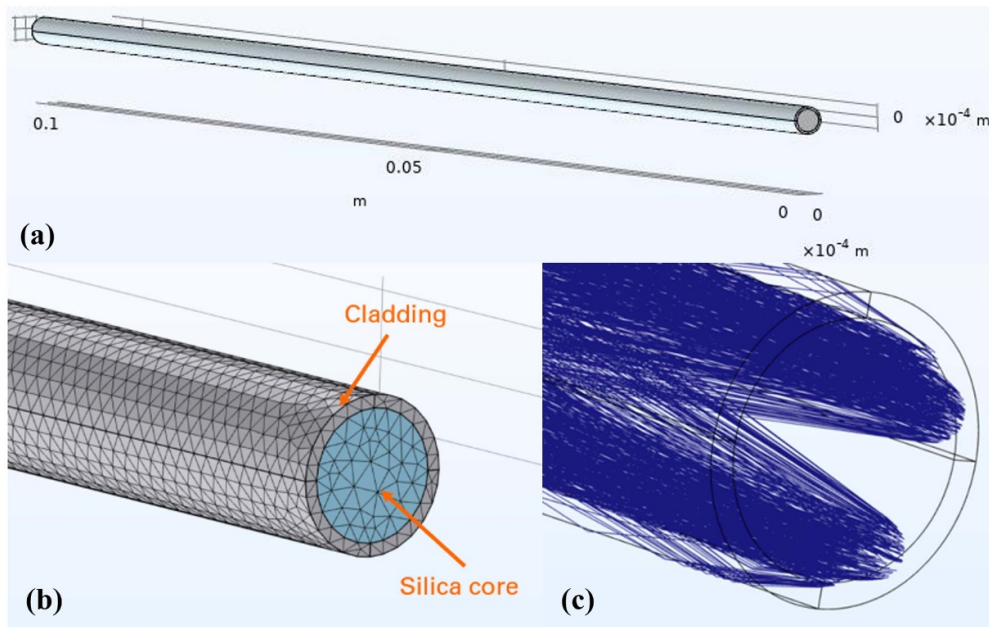 0.1
0.05
m
0 ×10⁻⁴ m
0 0
×10⁻⁴ m
(a)
Cladding
Silica core
(b)
(c)